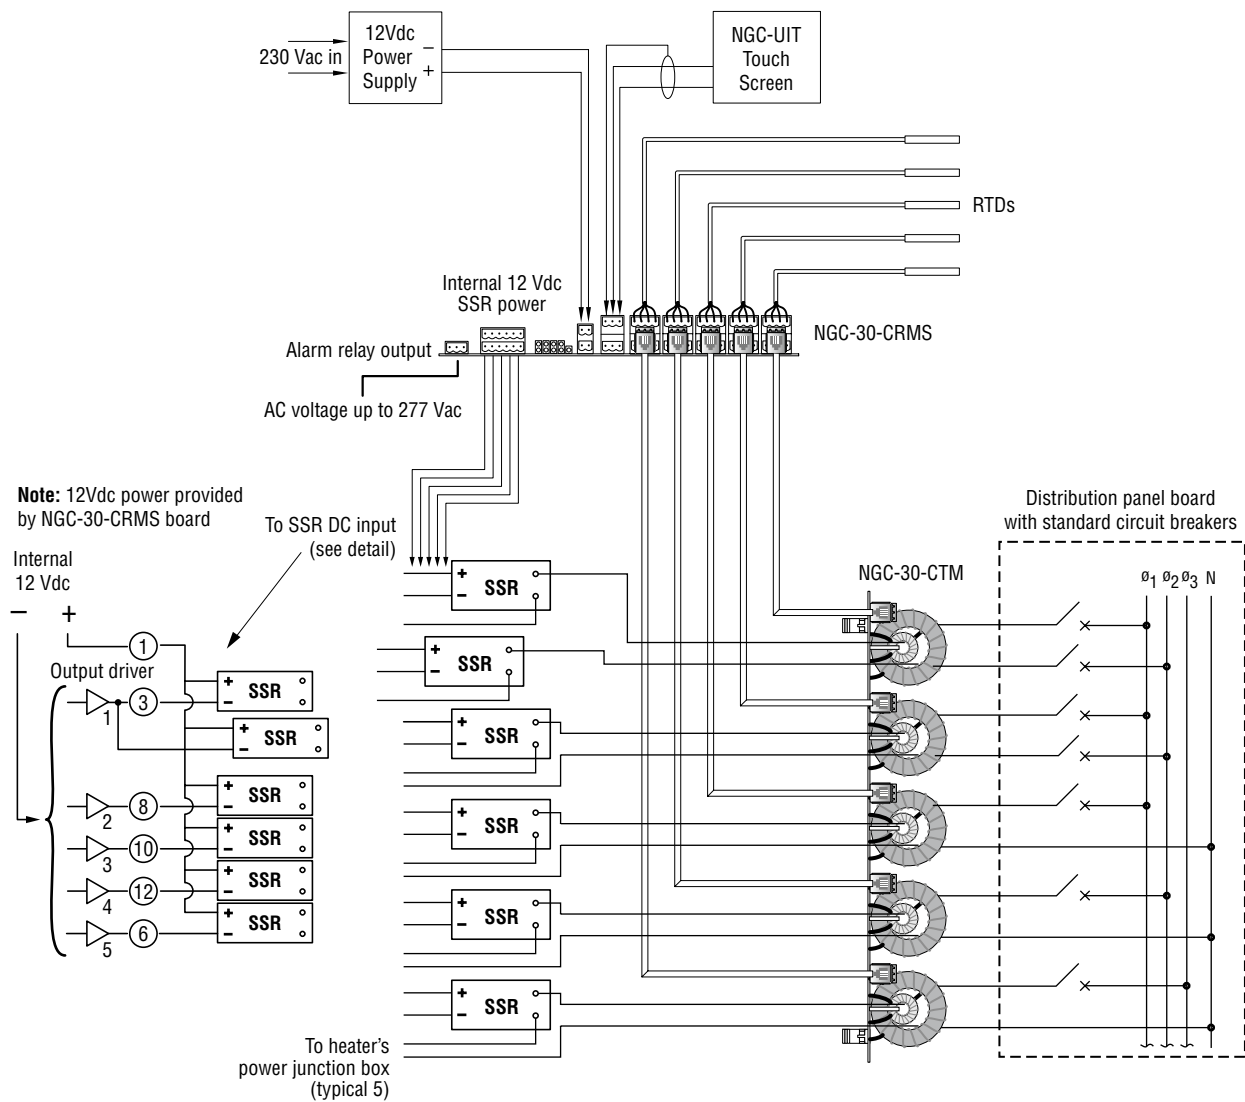 12Vdc
Power
Supply
−
+
230 Vac in
NGC-UIT
Touch
Screen
RTDs
Internal 12 Vdc
SSR power
NGC-30-CRMS
Alarm relay output
AC voltage up to 277 Vac
Note: 12Vdc power provided
by NGC-30-CRMS board
To SSR DC input
(see detail)
Distribution panel board
with standard circuit breakers
Internal
12 Vdc
− +
NGC-30-CTM
ø1 ø2 ø3 N
+
−
SSR
+
−
SSR
+
−
SSR
+
−
SSR
+
−
SSR
+
−
SSR
1
Output driver
1
3
+
−
SSR
+
−
SSR
2
8
+
−
SSR
3
10
+
−
SSR
4
12
+
−
SSR
5
6
+
−
SSR
To heater's
power junction box
(typical 5)